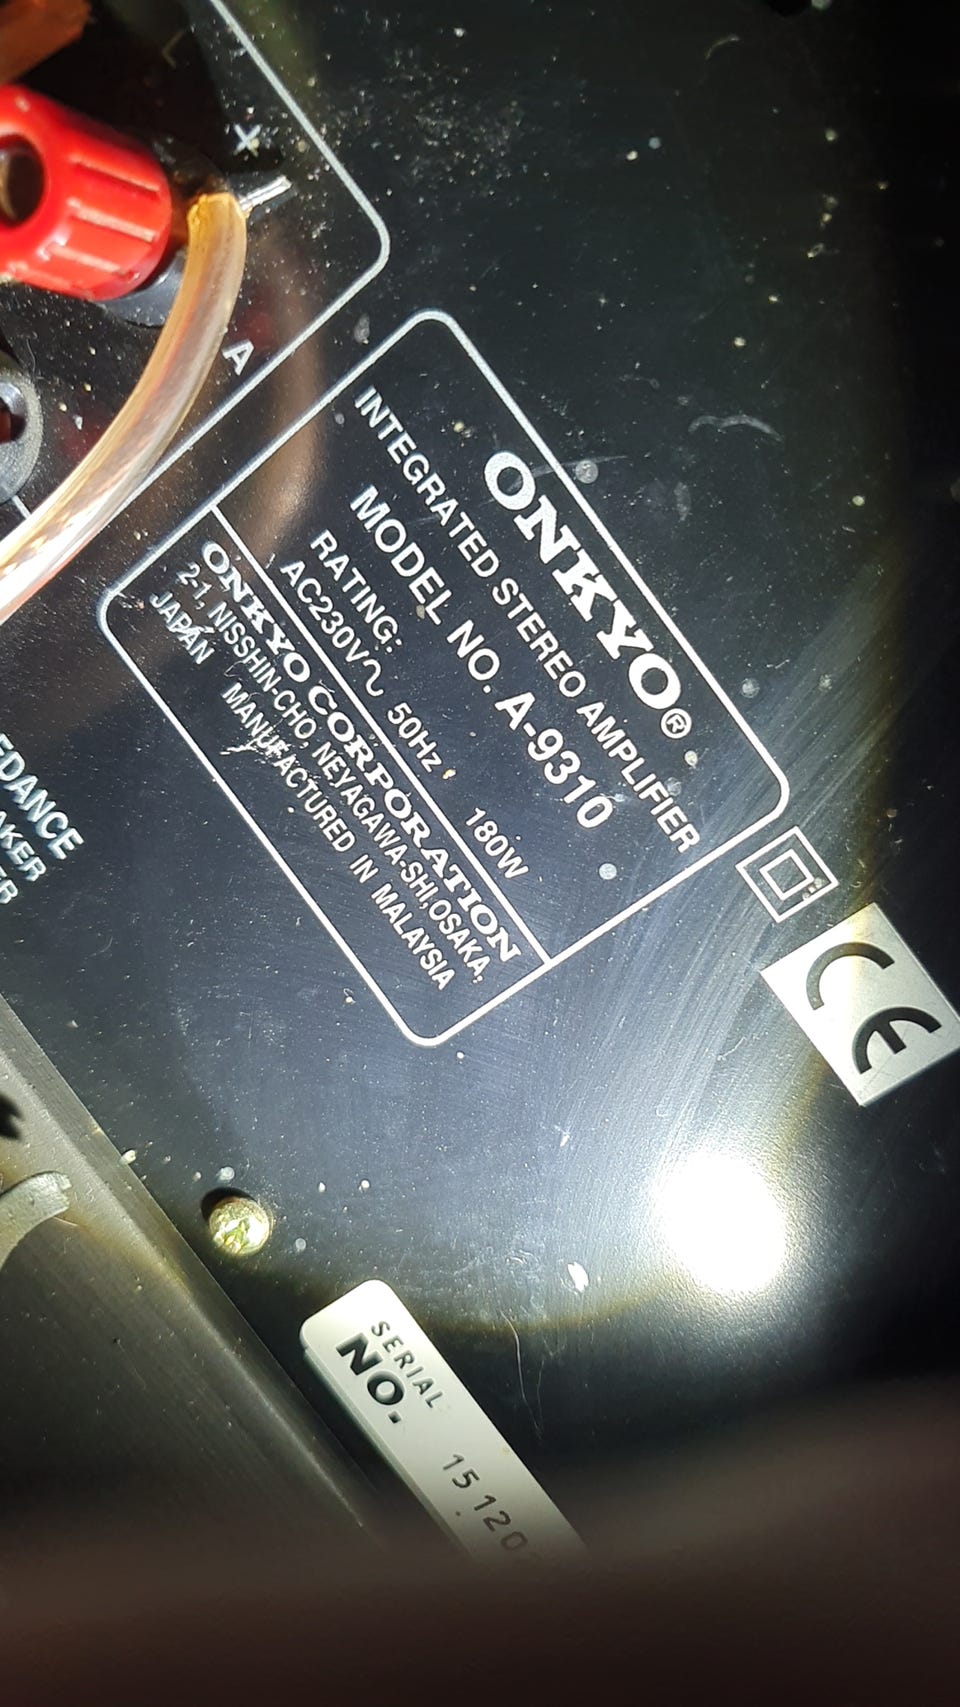 +
A
ONKYO®
INTEGRATED STEREO AMPLIFIER
MODEL NO. A-9310
RATING:
AC230V∿ 50Hz 180W
ONKYO CORPORATION
2-1, NISSHIN-CHO, NEYAGAWA-SHI, OSAKA,
JAPAN MANUFACTURED IN MALAYSIA
CE
SERIAL
NO. 15120